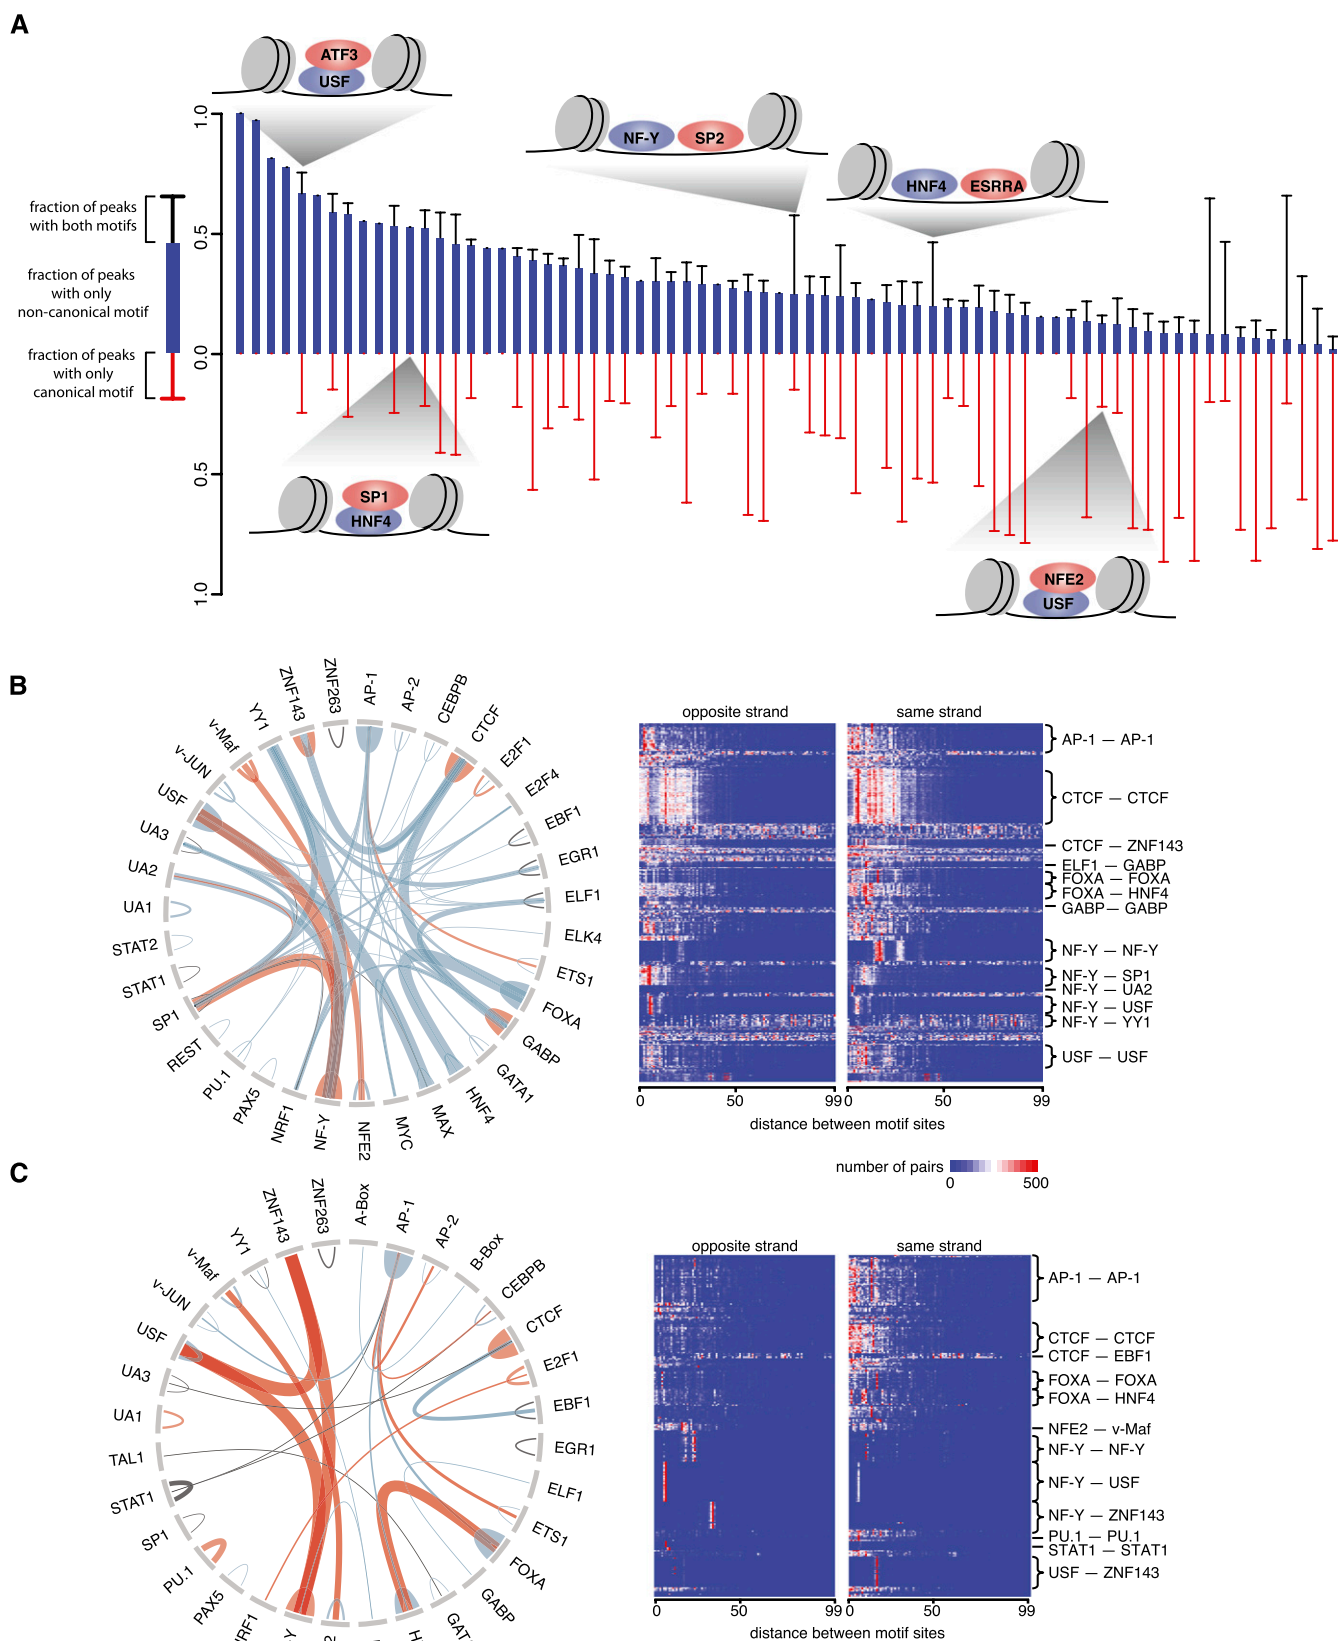 A
ATF3
USF
NF-Y
SP2
HNF4
ESRRA
1.0
0.5
0.0
0.5
1.0
fraction of peaks
with both motifs
fraction of peaks
with only
non-canonical motif
fraction of peaks
with only
canonical motif
SP1
HNF4
NFE2
USF
B
ZNF143
ZNF263
AP-1
AP-2
CEBPB
CTCF
E2F1
E2F4
EBF1
EGR1
ELF1
ELK4
ETS1
FOXA
GABP
GATA1
HNF4
MAX
MYC
NFE2
NF-Y
NRF1
PAX5
PU.1
REST
SP1
STAT1
STAT2
UA1
UA2
UA3
USF
v-JUN
v-Maf
YY1
opposite strand
same strand
AP-1 — AP-1
CTCF — CTCF
CTCF — ZNF143
ELF1 — GABP
FOXA — FOXA
FOXA — HNF4
GABP — GABP
NF-Y — NF-Y
NF-Y — SP1
NF-Y — UA2
NF-Y — USF
NF-Y — YY1
USF — USF
0 50 99 0 50 99
distance between motif sites
number of pairs
0 500
C
ZNF143
ZNF263
A-Box
AP-1
AP-2
B-Box
CEBPB
CTCF
E2F1
EBF1
EGR1
ELF1
ETS1
FOXA
GABP
PAX5
PU.1
SP1
STAT1
TAL1
UA1
UA3
USF
v-JUN
v-Maf
YY1
opposite strand
same strand
AP-1 — AP-1
CTCF — CTCF
CTCF — EBF1
FOXA — FOXA
FOXA — HNF4
NFE2 — v-Maf
NF-Y — NF-Y
NF-Y — USF
NF-Y — ZNF143
PU.1 — PU.1
STAT1 — STAT1
USF — ZNF143
0 50 99 0 50 99
distance between motif sites